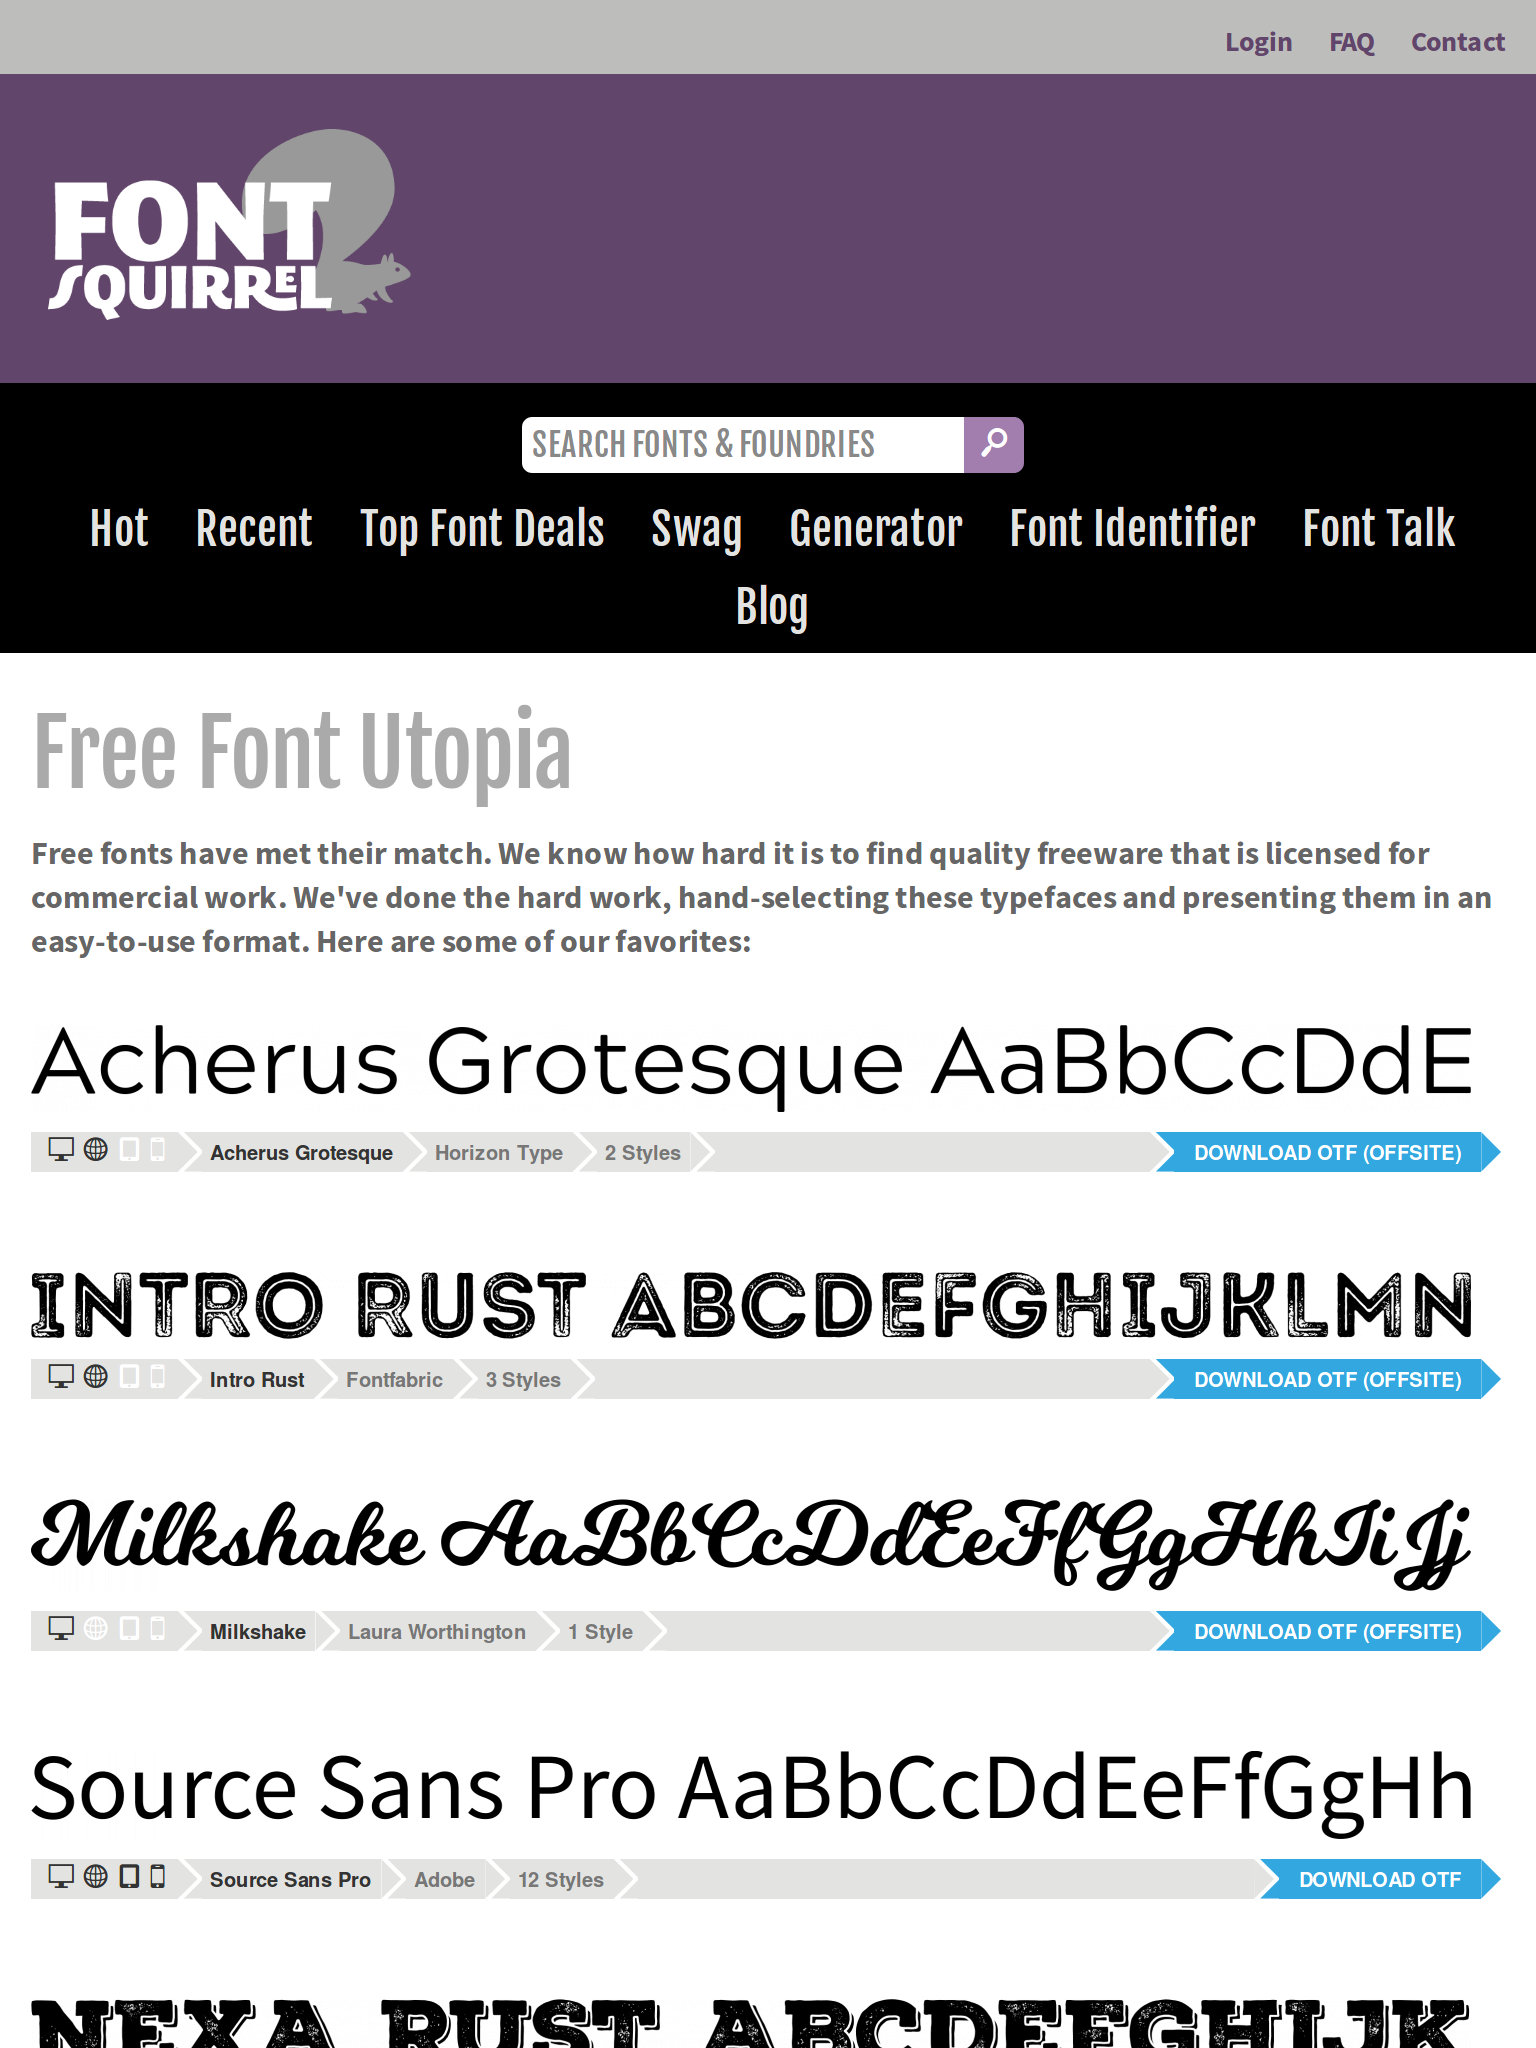 Login FAQ Contact
FONT
SQUIRREL
SEARCH FONTS & FOUNDRIES
Hot Recent Top Font Deals Swag Generator Font Identifier Font Talk
Blog
Free Font Utopia
Free fonts have met their match. We know how hard it is to find quality freeware that is licensed for
commercial work. We've done the hard work, hand-selecting these typefaces and presenting them in an
easy-to-use format. Here are some of our favorites:
Acherus Grotesque AaBbCcDdE
Acherus Grotesque Horizon Type 2 Styles DOWNLOAD OTF (OFFSITE)
INTRO RUST ABCDEFGHIJKLMN
Intro Rust Fontfabric 3 Styles DOWNLOAD OTF (OFFSITE)
Milkshake AaBbCcDdEeFfGgHhIiJj
Milkshake Laura Worthington 1 Style DOWNLOAD OTF (OFFSITE)
Source Sans Pro AaBbCcDdEeFfGgHh
Source Sans Pro Adobe 12 Styles DOWNLOAD OTF
NEXA RUST ABCDEFGHIJK